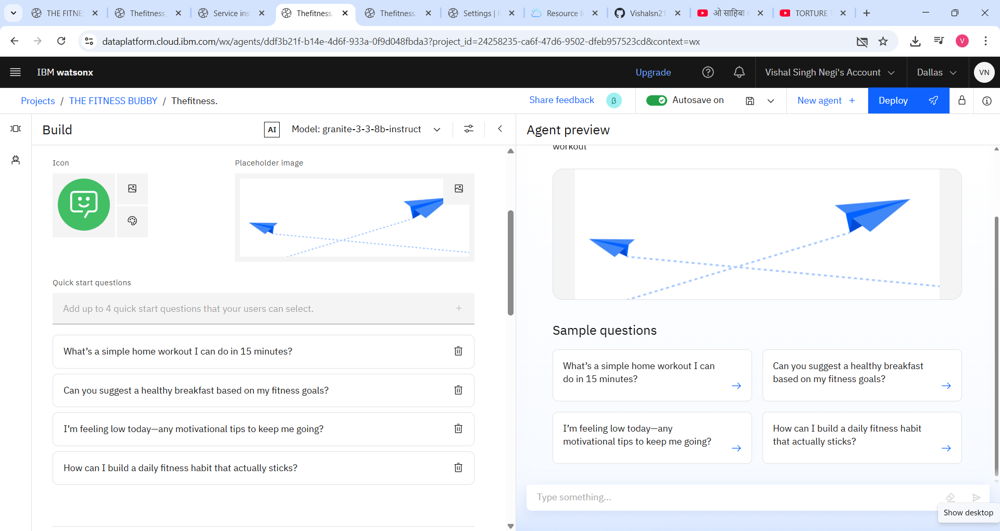 THE FITNE
Thefitness_
Service ins
Thefitness.
Thefitness.
Settings | I
Resource li
Vishalsn21
ओ साहिबा
TORTURE T
dataplatform.cloud.ibm.com/wx/agents/ddf3b21f-b14e-4d6f-933a-0f9d048fbda3?project_id=24258235-ca6f-47d6-9502-dfeb957523cd&context=wx
V
IBM watsonx
Upgrade
Vishal Singh Negi's Account
Dallas
VN
Projects / THE FITNESS BUBBY / Thefitness.
Share feedback
β
Autosave on
New agent +
Deploy
Build
AI
Model: granite-3-3-8b-instruct
Agent preview
workout
Icon
Placeholder image
Quick start questions
Add up to 4 quick start questions that your users can select.
What’s a simple home workout I can do in 15 minutes?
Can you suggest a healthy breakfast based on my fitness goals?
I’m feeling low today—any motivational tips to keep me going?
How can I build a daily fitness habit that actually sticks?
Sample questions
What’s a simple home workout I can
do in 15 minutes?
Can you suggest a healthy breakfast
based on my fitness goals?
I’m feeling low today—any
motivational tips to keep me going?
How can I build a daily fitness habit
that actually sticks?
Type something...
Show desktop